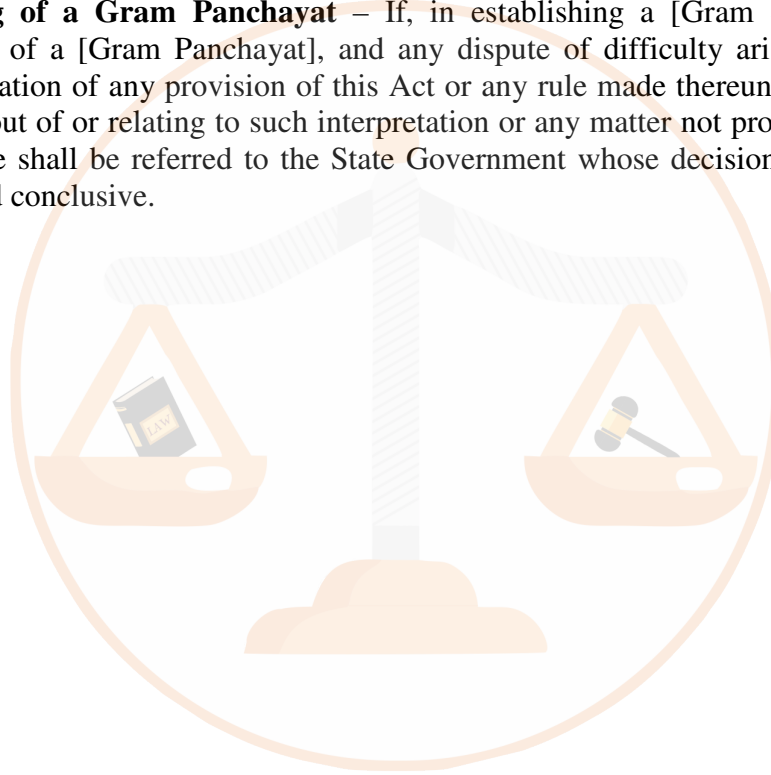 g of a Gram Panchayat – If, in establishing a [Gram
of a [Gram Panchayat], and any dispute of difficulty ari
ation of any provision of this Act or any rule made thereun
out of or relating to such interpretation or any matter not pro
e shall be referred to the State Government whose decision
d conclusive.
LAW